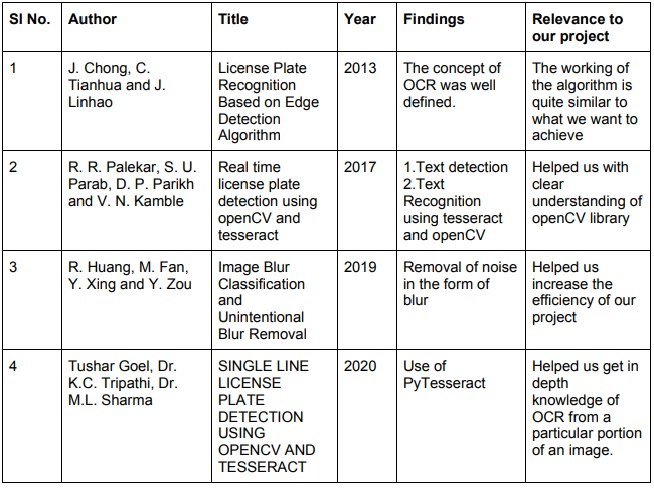 Sl No. Author Title Year Findings Relevance to
our project
1 J. Chong, C. License Plate 2013 The concept of The working of
Tianhua and J. Recognition OCR was well the algorithm is
Linhao Based on Edge defined. quite similar to
Detection what we want to
Algorithm achieve
2 R. R. Palekar, S. U. Real time 2017 1.Text detection Helped us with
Parab, D. P. Parikh license plate 2.Text clear
and V. N. Kamble detection using Recognition understanding of
openCV and using tesseract openCV library
tesseract and openCV
3 R. Huang, M. Fan, Image Blur 2019 Removal of noise Helped us
Y. Xing and Y. Zou Classification in the form of increase the
and blur efficiency of our
Unintentional project
Blur Removal
4 Tushar Goel, Dr. SINGLE LINE 2020 Use of Helped us get in
K.C. Tripathi, Dr. LICENSE PyTesseract depth
M.L. Sharma PLATE knowledge of
DETECTION OCR from a
USING particular portion
OPENCV AND of an image.
TESSERACT